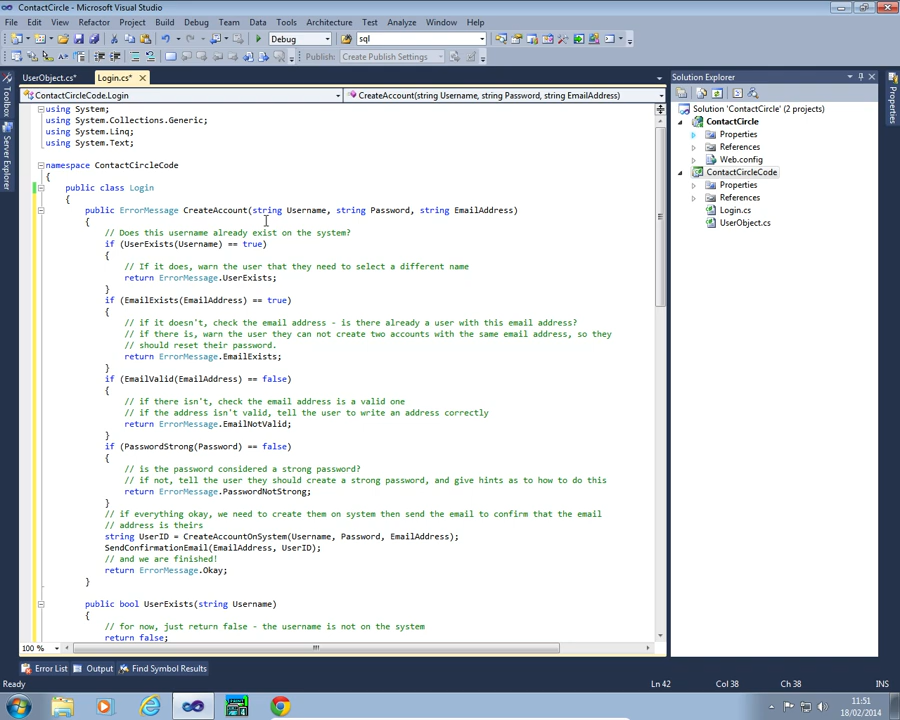 ContactCircle - Microsoft Visual Studio
File Edit View Refactor Project Build Debug Team Data Tools Architecture Test Analyze Window Help
Debug sql
Publish: Create Publish Settings
UserObject.cs* Login.cs* Solution Explorer
ContactCircleCode.Login CreateAccount(string Username, string Password, string EmailAddress)
Toolbox
Server Explorer
Properties
using System;
using System.Collections.Generic;
using System.Linq;
using System.Text;
namespace ContactCircleCode
{
public class Login
{
public ErrorMessage CreateAccount(string Username, string Password, string EmailAddress)
{
// Does this username already exist on the system?
if (UserExists(Username) == true)
{
// If it does, warn the user that they need to select a different name
return ErrorMessage.UserExists;
}
if (EmailExists(EmailAddress) == true)
{
// if it doesn't, check the email address - is there already a user with this email address?
// if there is, warn the user they can not create two accounts with the same email address, so they
// should reset their password.
return ErrorMessage.EmailExists;
}
if (EmailValid(EmailAddress) == false)
{
// if there isn't, check the email address is a valid one
// if the address isn't valid, tell the user to write an address correctly
return ErrorMessage.EmailNotValid;
}
if (PasswordStrong(Password) == false)
{
// is the password considered a strong password?
// if not, tell the user they should create a strong password, and give hints as to how to do this
return ErrorMessage.PasswordNotStrong;
}
// if everything okay, we need to create them on system then send the email to confirm that the email
// address is theirs
string UserID = CreateAccountOnSystem(Username, Password, EmailAddress);
SendConfirmationEmail(EmailAddress, UserID);
// and we are finished!
return ErrorMessage.Okay;
}
public bool UserExists(string Username)
{
// for now, just return false - the username is not on the system
return false;
Solution 'ContactCircle' (2 projects)
ContactCircle
Properties
References
Web.config
ContactCircleCode
Properties
References
Login.cs
UserObject.cs
100 %
Error List Output Find Symbol Results
Ready Ln 42 Col 38 Ch 38 INS
11:51
18/02/2014